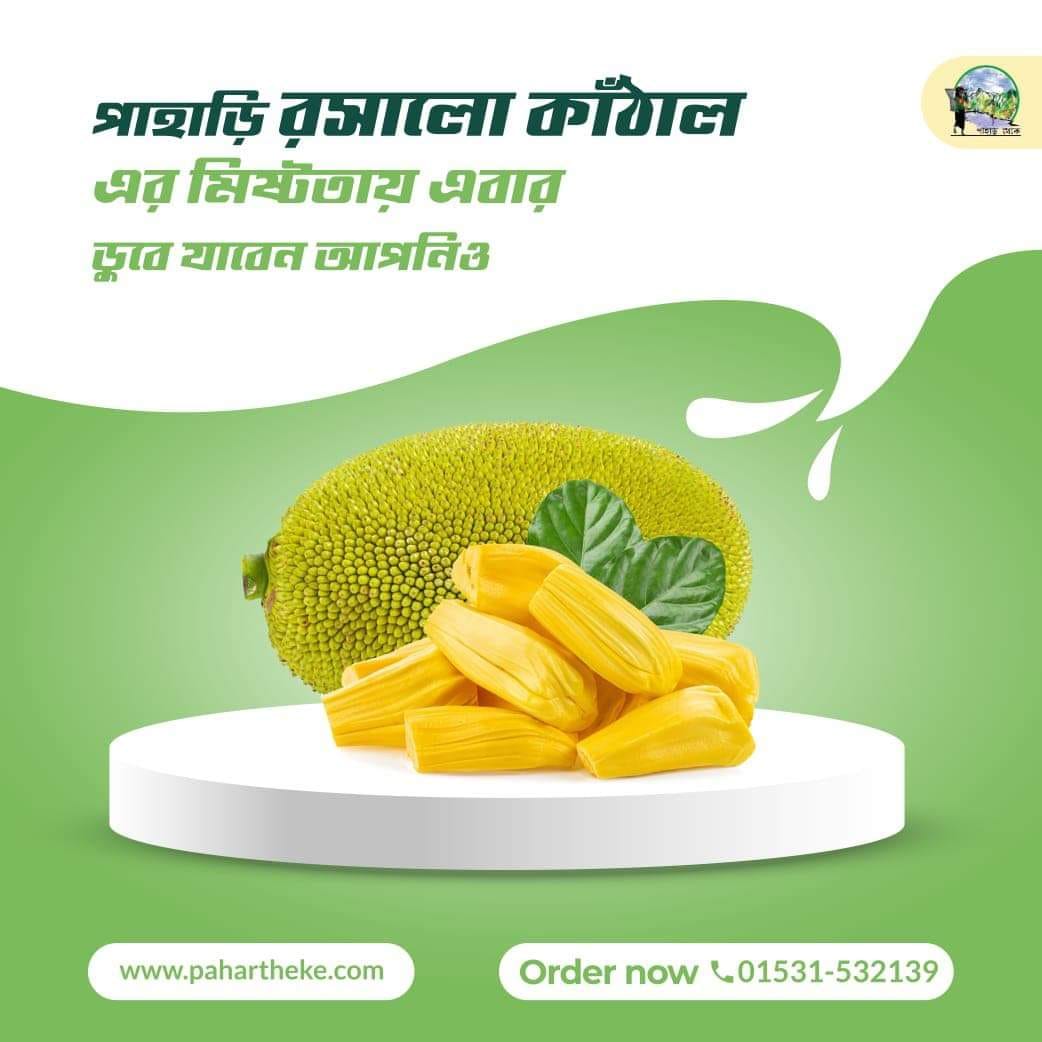 পাহাড়ি রসালো কাঁঠাল
এর মিষ্টতায় এবার
ডুবে যাবেন আপনিও
পাহাড় থেকে
www.pahartheke.com
Order now 01531-532139